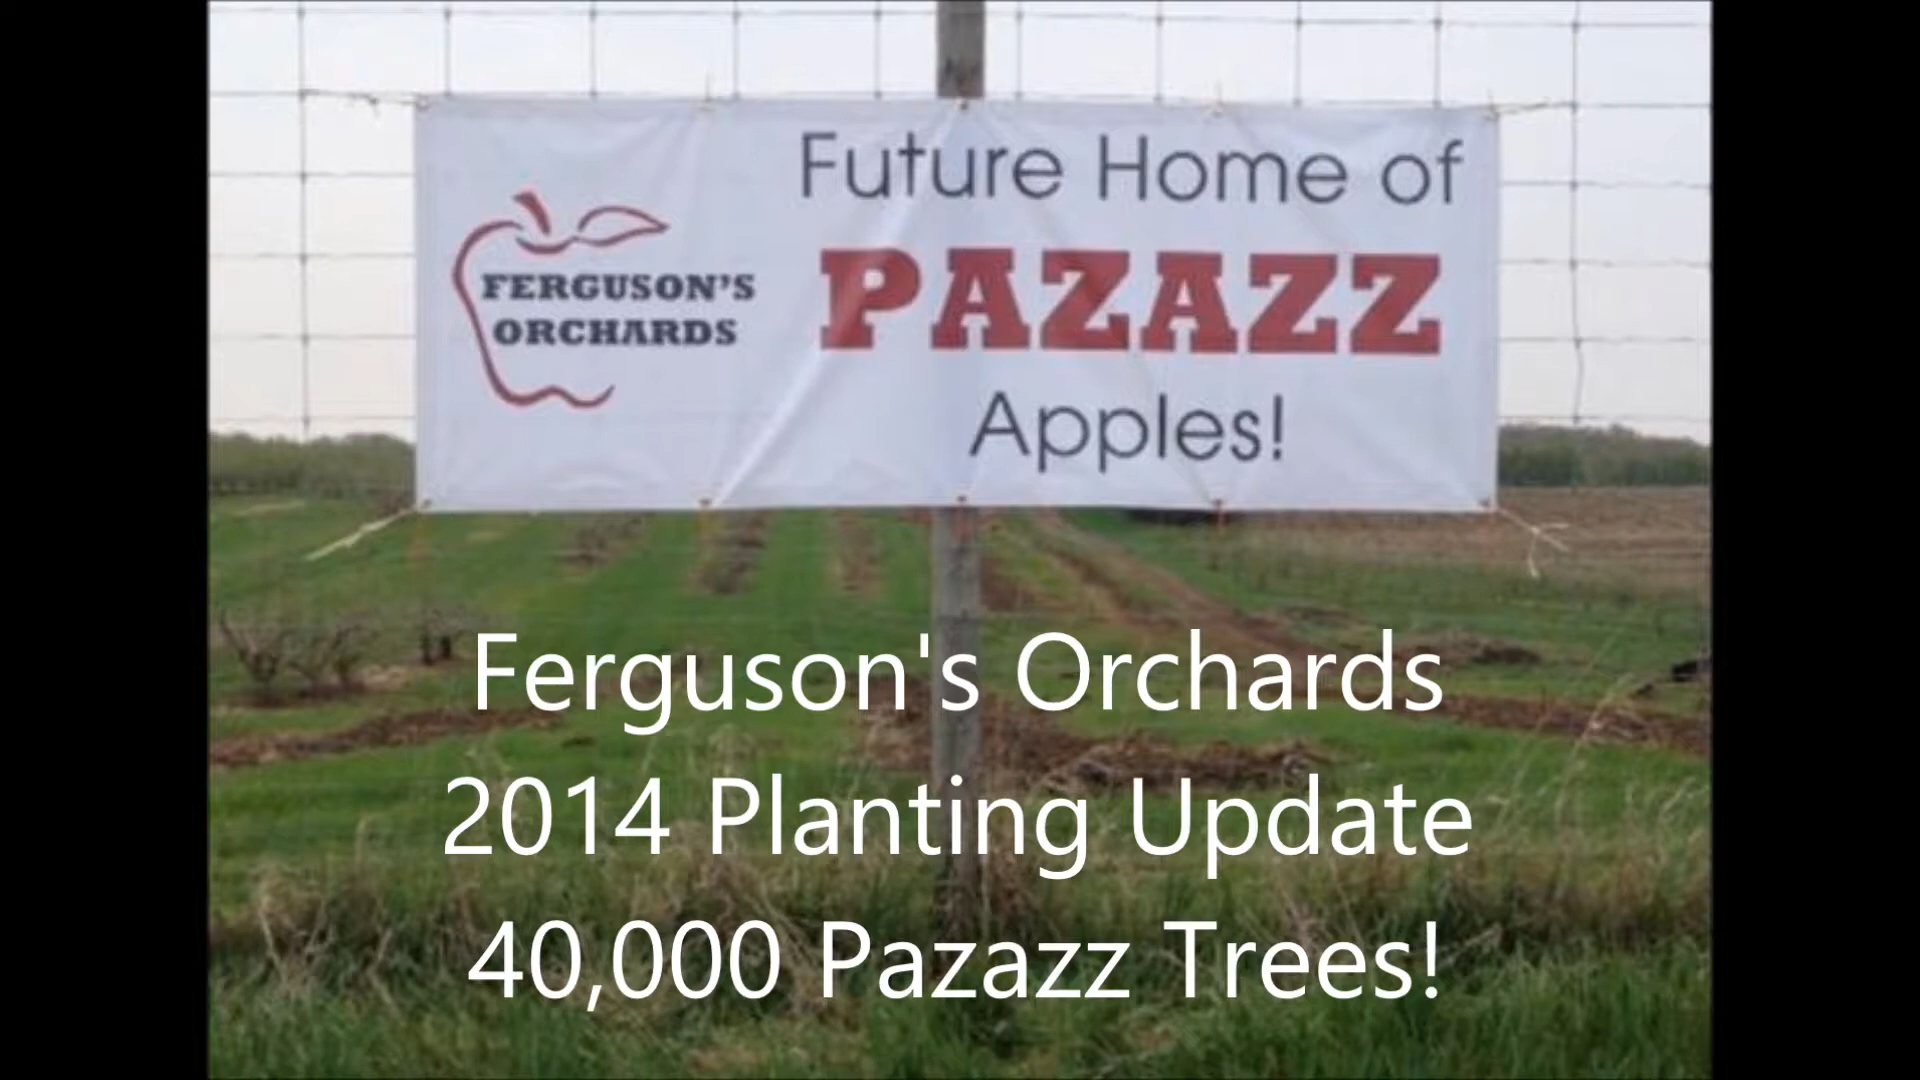 FERGUSON'S
ORCHARDS
Future Home of
PAZAZZ
Apples!
Ferguson's Orchards
2014 Planting Update
40,000 Pazazz Trees!